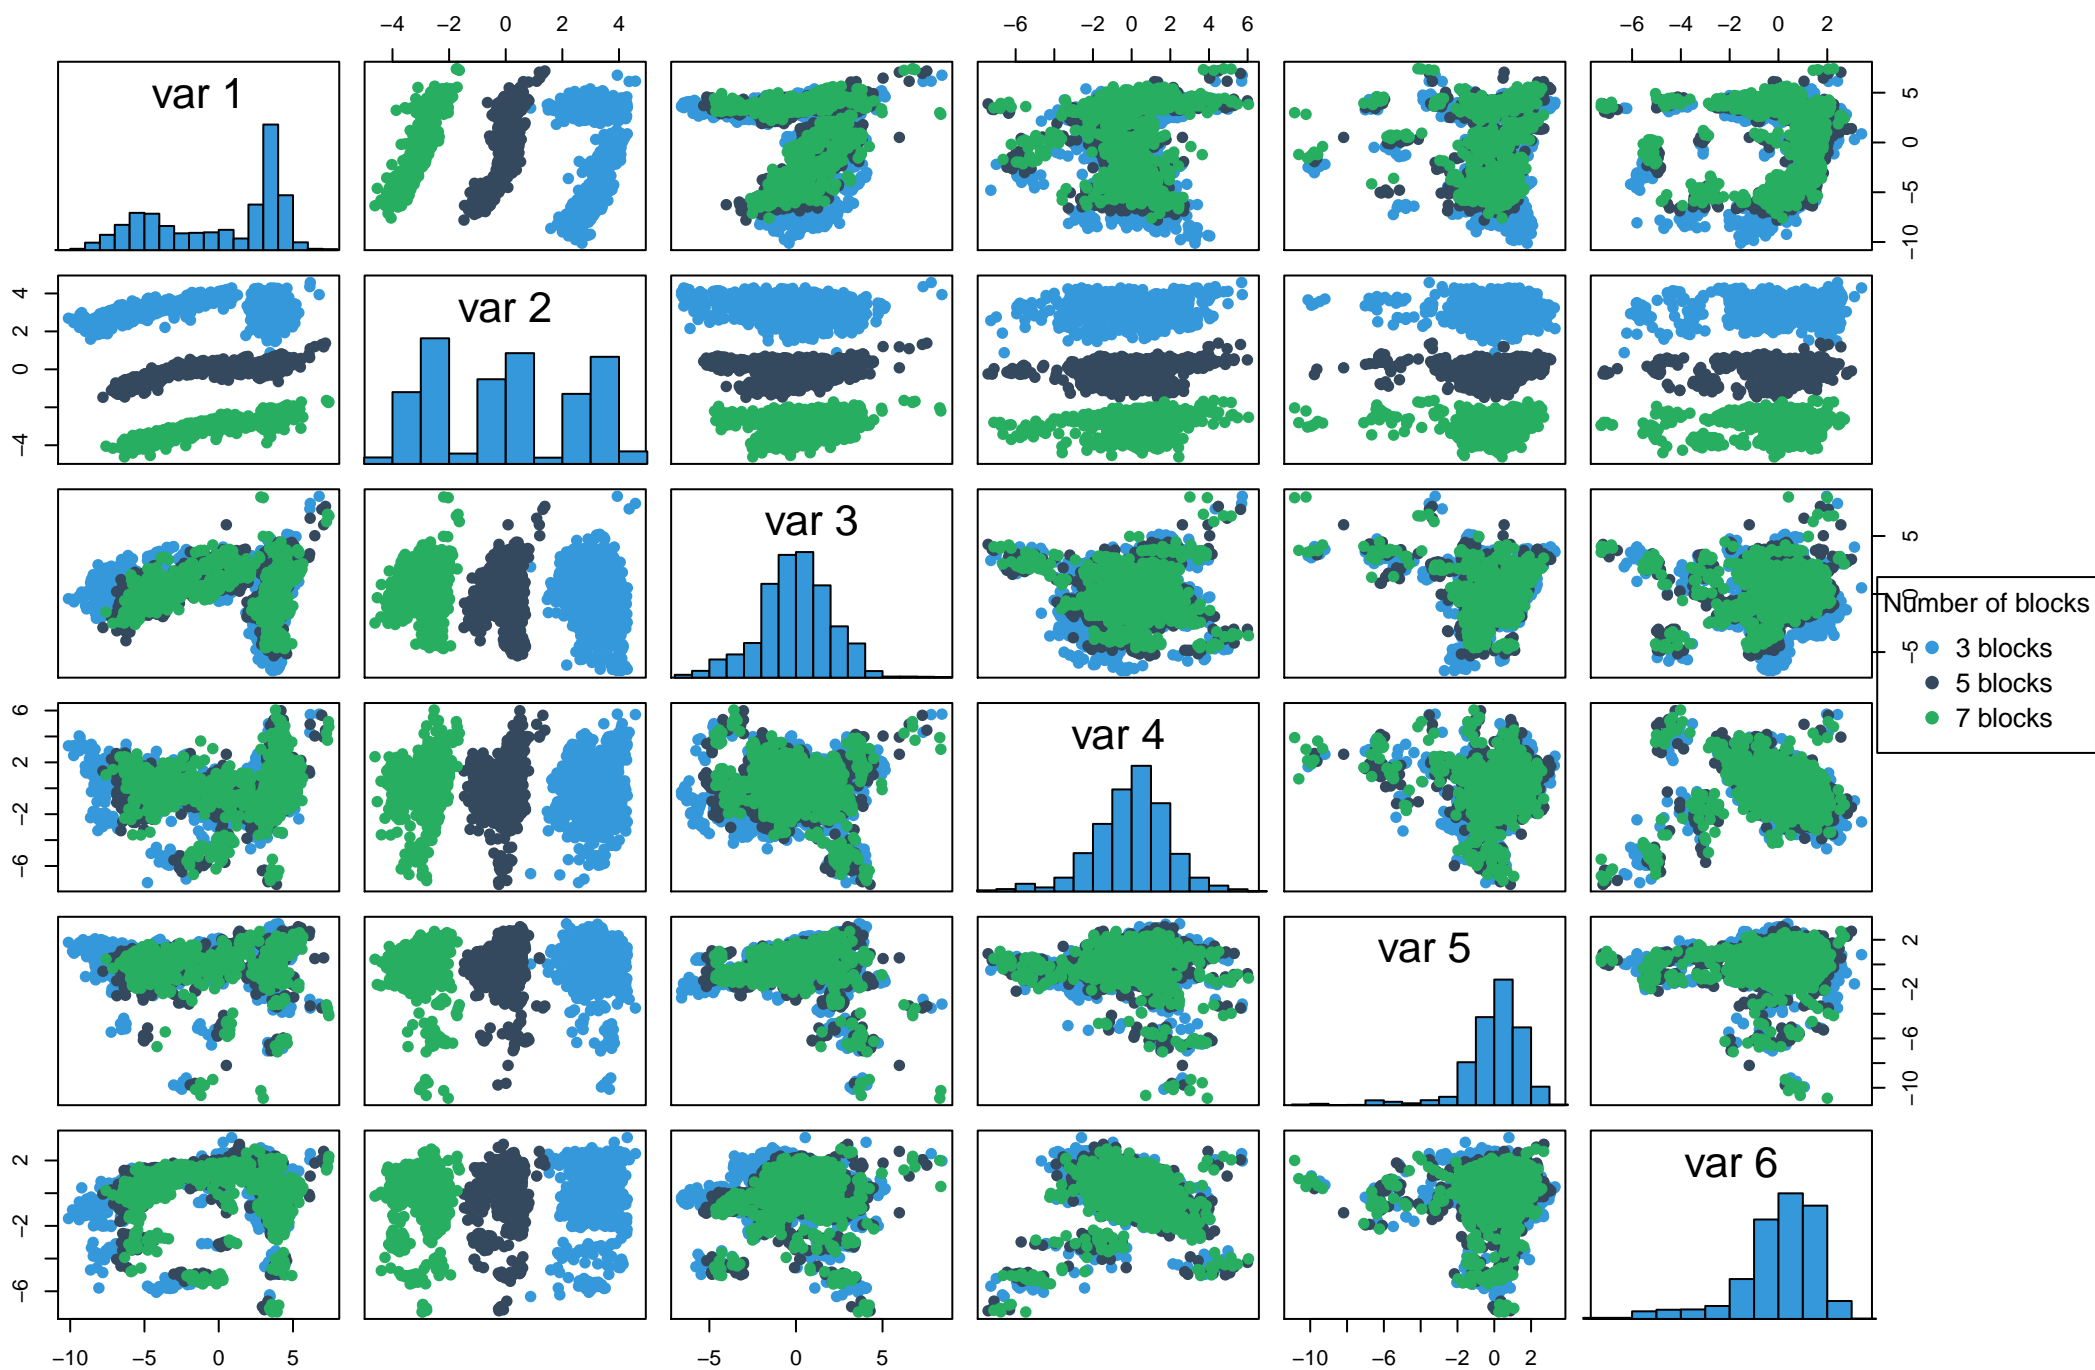 −4 −2 0 2 4
−6 −2 0 2 4 6
−6 −4 −2 0 2
var 1
−10 −5 0 5
−4 0 2 4
var 2
var 3
−5 0 5
Number of blocks
3 blocks
5 blocks
7 blocks
−6 −2 2 6
var 4
var 5
−10 −6 −2 2
−6 −2 2
var 6
−10 −5 0 5
−5 0 5
−10 −6 −2 0 2